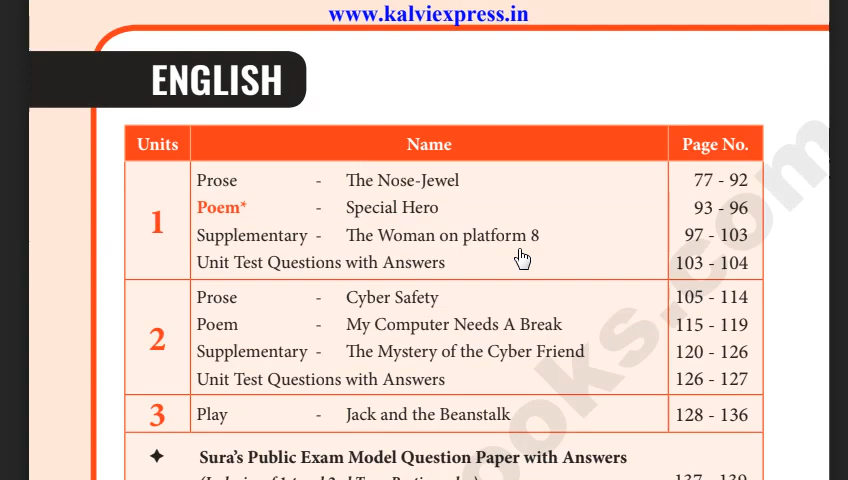 www.kalviexpress.in
ENGLISH
Units Name Page No.
1
Prose - The Nose-Jewel 77 - 92
Poem* - Special Hero 93 - 96
Supplementary - The Woman on platform 8 97 - 103
Unit Test Questions with Answers 103 - 104
2
Prose - Cyber Safety 105 - 114
Poem - My Computer Needs A Break 115 - 119
Supplementary - The Mystery of the Cyber Friend 120 - 126
Unit Test Questions with Answers 126 - 127
3 Play - Jack and the Beanstalk 128 - 136
✦ Sura's Public Exam Model Question Paper with Answers
137 - 139
ooks.com